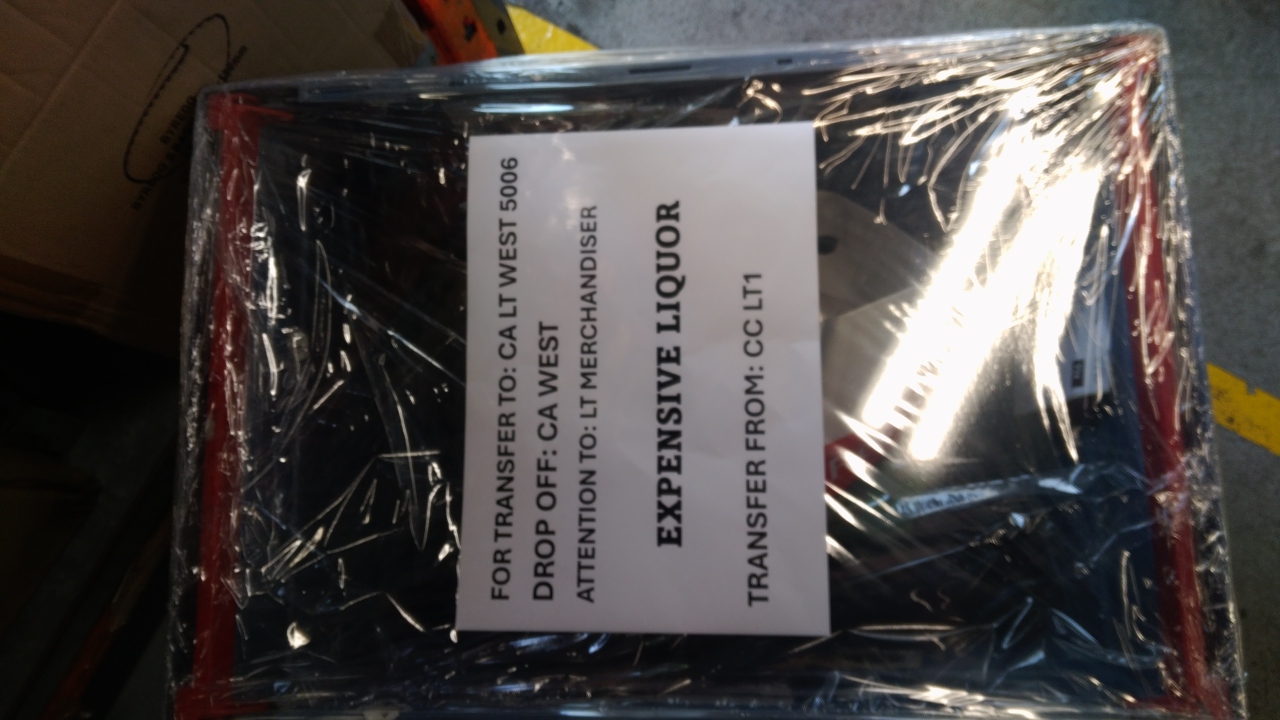 FOR TRANSFER TO: CA LT WEST 5006
DROP OFF: CA WEST
ATTENTION TO: LT MERCHANDISER
EXPENSIVE LIQUOR
TRANSFER FROM: CC LT1